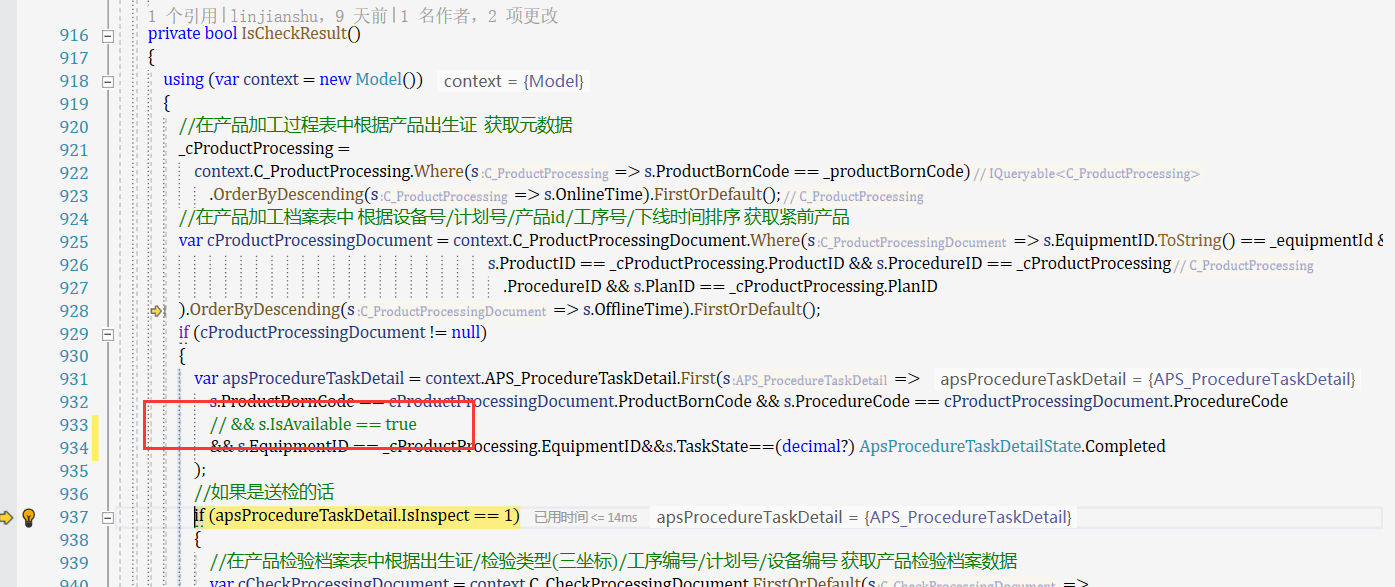 1 个引用|linjianshu，9 天前|1 名作者，2 项更改
916 private bool IsCheckResult()
917 {
918 using (var context = new Model()) context = {Model}
919 {
920 //在产品加工过程表中根据产品出生证 获取元数据
921 _cProductProcessing =
922 context.C_ProductProcessing.Where(s :C_ProductProcessing => s.ProductBornCode == _productBornCode) // IQueryable<C_ProductProcessing>
923 .OrderByDescending(s :C_ProductProcessing => s.OnlineTime).FirstOrDefault(); // C_ProductProcessing
924 //在产品加工档案表中 根据设备号/计划号/产品id/工序号/下线时间排序 获取紧前产品
925 var cProductProcessingDocument = context.C_ProductProcessingDocument.Where(s :C_ProductProcessingDocument => s.EquipmentID.ToString() == _equipmentId &
926 s.ProductID == _cProductProcessing.ProductID && s.ProcedureID == _cProductProcessing // C_ProductProcessing
927 .ProcedureID && s.PlanID == _cProductProcessing.PlanID
928 ).OrderByDescending(s :C_ProductProcessingDocument => s.OfflineTime).FirstOrDefault();
929 if (cProductProcessingDocument != null)
930 {
931 var apsProcedureTaskDetail = context.APS_ProcedureTaskDetail.First(s :APS_ProcedureTaskDetail => apsProcedureTaskDetail = {APS_ProcedureTaskDetail}
932 s.ProductBornCode == cProductProcessingDocument.ProductBornCode && s.ProcedureCode == cProductProcessingDocument.ProcedureCode
933 // && s.IsAvailable == true
934 && s.EquipmentID == _cProductProcessing.EquipmentID&&s.TaskState==(decimal?) ApsProcedureTaskDetailState.Completed
935 );
936 //如果是送检的话
937 if (apsProcedureTaskDetail.IsInspect == 1) 已用时间 <= 14ms apsProcedureTaskDetail = {APS_ProcedureTaskDetail}
938 {
939 //在产品检验档案表中根据出生证/检验类型(三坐标)/工序编号/计划号/设备编号 获取产品检验档案数据
940 var cCheckProcessingDocument = context.C_CheckProcessingDocument.FirstOrDefault(s :C_CheckProcessingDocument =>